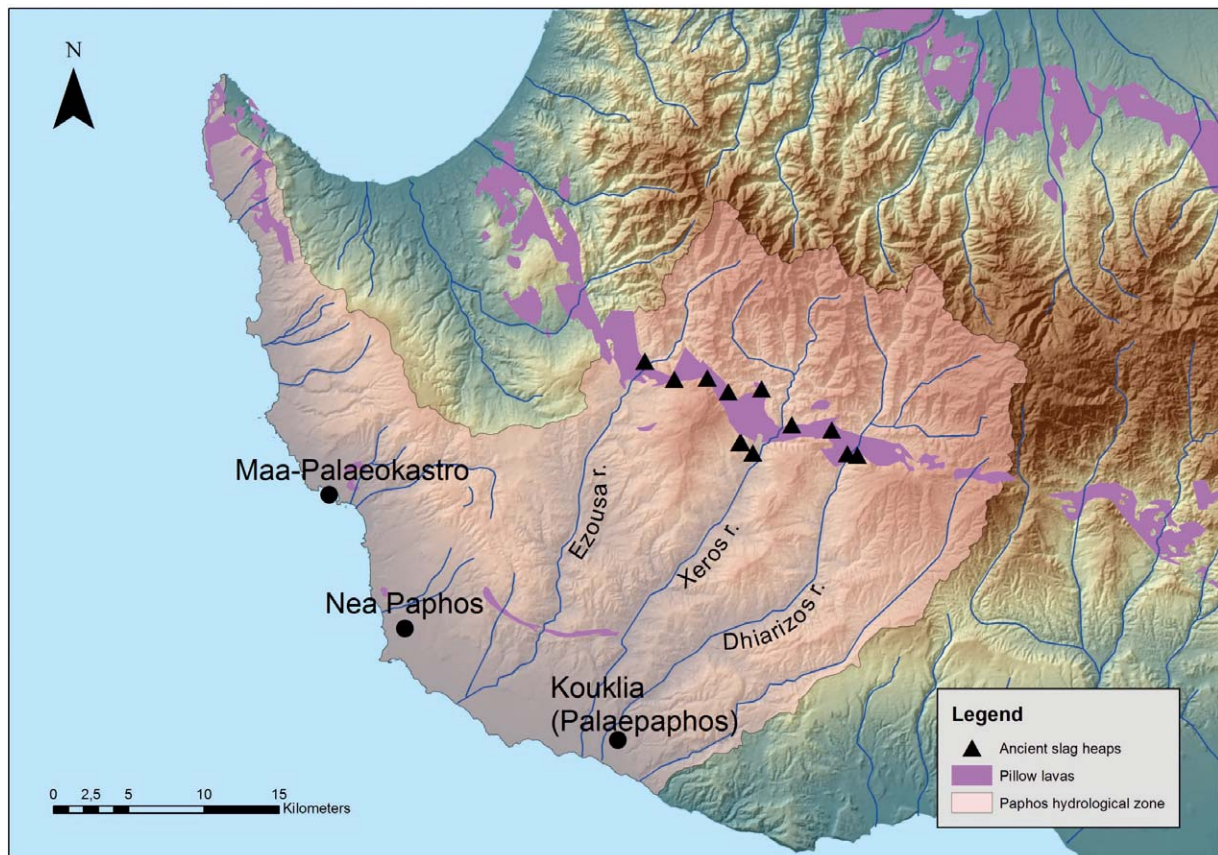 N
Maa-Palaeokastro
Nea Paphos
Kouklia
(Palaepaphos)
Ezousa r.
Xeros r.
Dhiarizos r.
0 2,5 5 10 15
Kilometers
Legend
Ancient slag heaps
Pillow lavas
Paphos hydrological zone